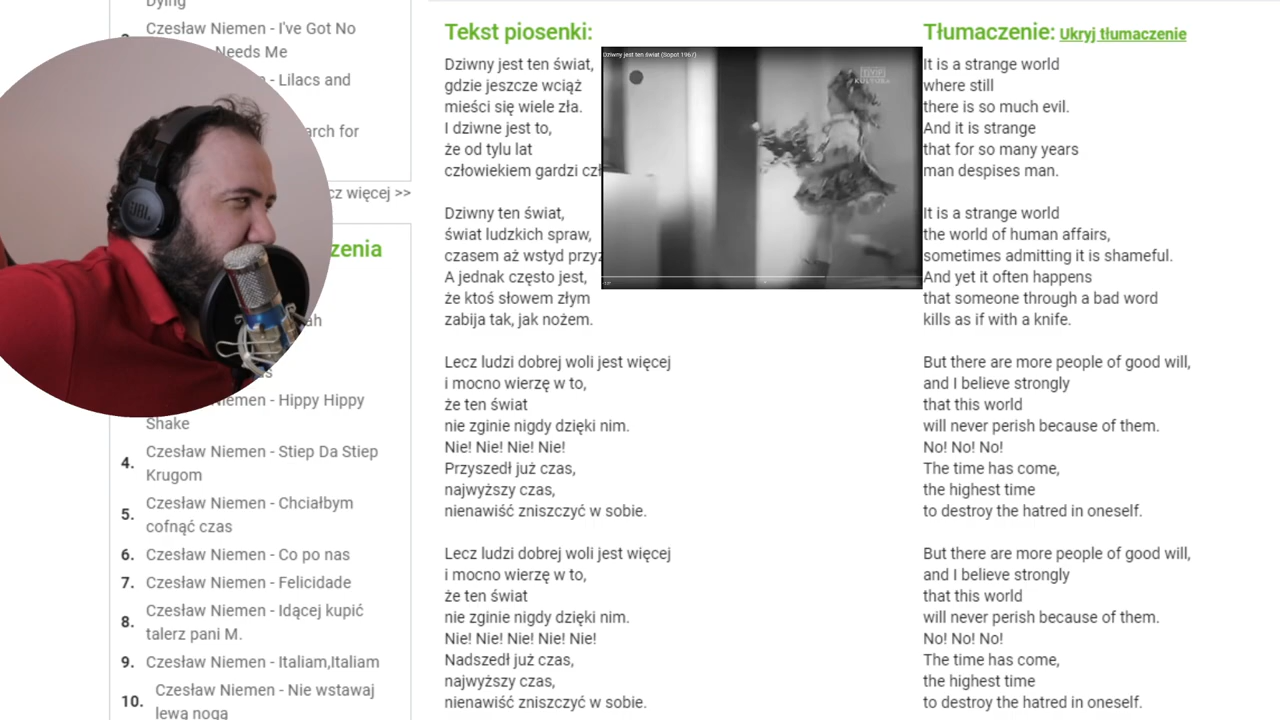 Dying
Czesław Niemen - I've Got No
Needs Me
- Lilacs and
arch for
cz więcej >>
zenia
ah
Niemen - Hippy Hippy
Shake
4. Czesław Niemen - Stiep Da Stiep
Krugom
5. Czesław Niemen - Chciałbym
cofnąć czas
6. Czesław Niemen - Co po nas
7. Czesław Niemen - Felicidade
8. Czesław Niemen - Idącej kupić
talerz pani M.
9. Czesław Niemen - Italiam,Italiam
10. Czesław Niemen - Nie wstawaj
lewą nogą
JBL
Tekst piosenki:
Dziwny jest ten świat,
gdzie jeszcze wciąż
mieści się wiele zła.
I dziwne jest to,
że od tylu lat
człowiekiem gardzi cz
Dziwny ten świat,
świat ludzkich spraw,
czasem aż wstyd przyz
A jednak często jest,
że ktoś słowem złym
zabija tak, jak nożem.
Lecz ludzi dobrej woli jest więcej
i mocno wierzę w to,
że ten świat
nie zginie nigdy dzięki nim.
Nie! Nie! Nie! Nie!
Przyszedł już czas,
najwyższy czas,
nienawiść zniszczyć w sobie.
Lecz ludzi dobrej woli jest więcej
i mocno wierzę w to,
że ten świat
nie zginie nigdy dzięki nim.
Nie! Nie! Nie! Nie! Nie!
Nadszedł już czas,
najwyższy czas,
nienawiść zniszczyć w sobie.
Dziwny jest ten świat (Sopot 1967)
TVP
KULTURA
Tłumaczenie: Ukryj tłumaczenie
It is a strange world
where still
there is so much evil.
And it is strange
that for so many years
man despises man.
It is a strange world
the world of human affairs,
sometimes admitting it is shameful.
And yet it often happens
that someone through a bad word
kills as if with a knife.
But there are more people of good will,
and I believe strongly
that this world
will never perish because of them.
No! No! No!
The time has come,
the highest time
to destroy the hatred in oneself.
But there are more people of good will,
and I believe strongly
that this world
will never perish because of them.
No! No! No!
The time has come,
the highest time
to destroy the hatred in oneself.